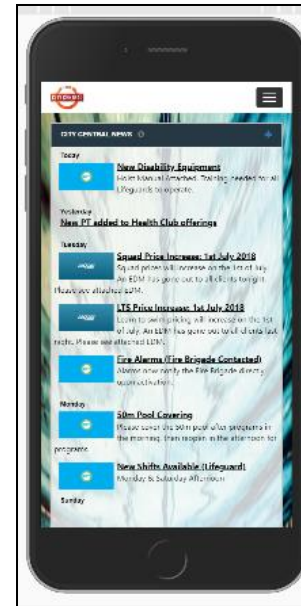 CITY CENTRAL NEWS
Today
New Disability Equipment
Hoist Manual Attached. Training needed for all
Lifeguards to operate.
Yesterday
New PT added to Health Club offerings
Tuesday
Squad Price Increase: 1st July 2018
Squad prices will increase on the 1st of July.
An EDM has gone out to all clients tonight.
Please see attached EDM.
LTS Price Increase: 1st July 2018
Learn to swim pricing will increase on the 1st
of July. An EDM has gone out to all clients last
night. Please see attached EDM.
Fire Alarms (Fire Brigade Contacted)
Alarms now notify the Fire Brigade directly
upon activation.
Monday
50m Pool Covering
Please cover the 50m pool after programs in
the morning, then reopen in the afternoon for
programs
New Shifts Available (Lifeguard)
Monday & Saturday Afternoon
Sunday